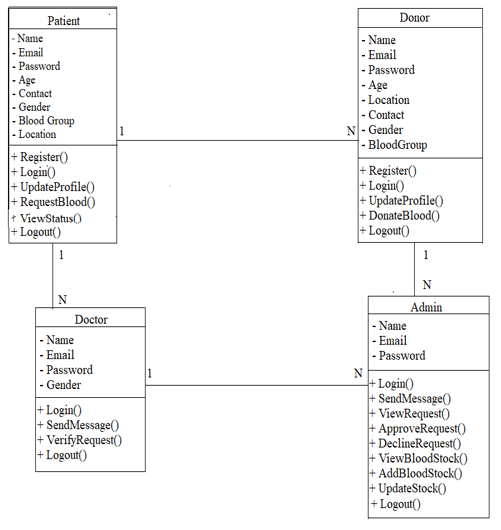 Patient
- Name
- Email
- Password
- Age
- Contact
- Gender
- Blood Group
- Location
+ Register()
+ Login()
+ UpdateProfile()
+ RequestBlood()
+ ViewStatus()
+ Logout()
1
N
Donor
- Name
- Email
- Password
- Age
- Location
- Contact
- Gender
- BloodGroup
+ Register()
+ Login()
+ UpdateProfile()
+ DonateBlood()
+ Logout()
1
N
1
N
Doctor
- Name
- Email
- Password
- Gender
+ Login()
+ SendMessage()
+ VerifyRequest()
+ Logout()
1
N
Admin
- Name
- Email
- Password
+ Login()
+ SendMessage()
+ ViewRequest()
+ ApproveRequest()
+ DeclineRequest()
+ ViewBloodStock()
+ AddBloodStock()
+ UpdateStock()
+ Logout()